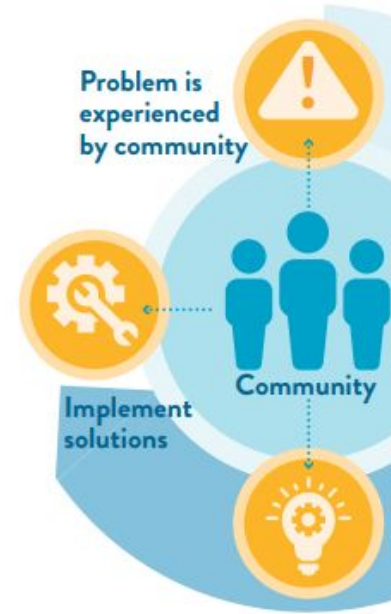 Problem is
experienced
by community
Community
Implement
solutions